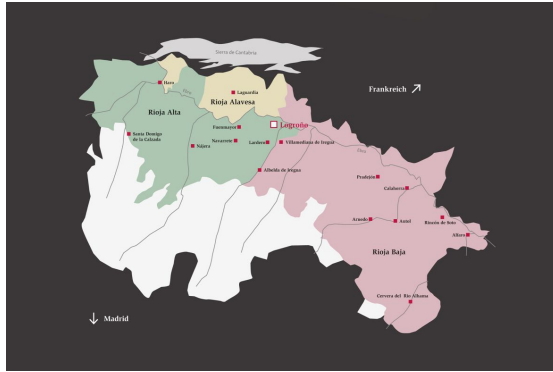 Sierra de Cantabria
Frankreich
Haro
Ebro
Laguardia
Rioja Alta
Rioja Alavesa
Fuenmayor
Logroño
Santo Domigo
de la Calzada
Navarrete
Lardero
Villamediana de Iregua
Nájera
Ebro
Albelda de Iregua
Pradejón
Calahorra
Arnedo
Autol
Rincón de Soto
Alfaro
Rioja Baja
Cervera del Río Alhama
Madrid